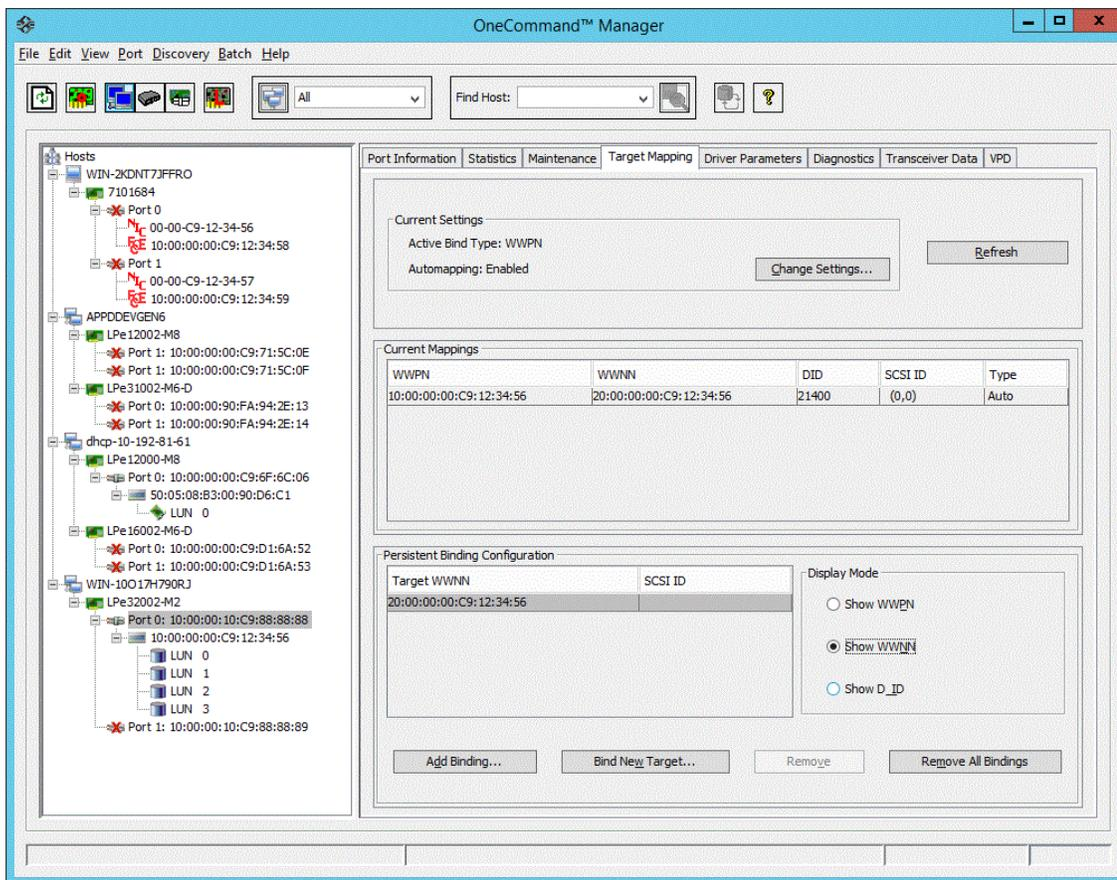 OneCommand™ Manager
File Edit View Port Discovery Batch Help
All
Find Host:
Hosts
WIN-2KDNT7JFFRO
7101684
Port 0
NIC 00-00-C9-12-34-56
FCoE 10:00:00:00:C9:12:34:58
Port 1
NIC 00-00-C9-12-34-57
FCoE 10:00:00:00:C9:12:34:59
APPDDEVGEN6
LPe12002-M8
Port 1: 10:00:00:00:C9:71:5C:0E
Port 1: 10:00:00:00:C9:71:5C:0F
LPe31002-M6-D
Port 0: 10:00:00:90:FA:94:2E:13
Port 1: 10:00:00:90:FA:94:2E:14
dhcp-10-192-81-61
LPe12000-M8
Port 0: 10:00:00:00:C9:6F:6C:06
50:05:08:B3:00:90:D6:C1
LUN 0
LPe16002-M6-D
Port 0: 10:00:00:00:C9:D1:6A:52
Port 1: 10:00:00:00:C9:D1:6A:53
WIN-10O17H790RJ
LPe32002-M2
Port 0: 10:00:00:10:C9:88:88:88
10:00:00:00:C9:12:34:56
LUN 0
LUN 1
LUN 2
LUN 3
Port 1: 10:00:00:10:C9:88:88:89
Port Information Statistics Maintenance Target Mapping Driver Parameters Diagnostics Transceiver Data VPD
Current Settings
Active Bind Type: WWPN
Automapping: Enabled
Change Settings...
Refresh
Current Mappings
WWPN WWNN DID SCSI ID Type
10:00:00:00:C9:12:34:56 20:00:00:00:C9:12:34:56 21400 (0,0) Auto
Persistent Binding Configuration
Target WWNN SCSI ID
20:00:00:00:C9:12:34:56
Display Mode
Show WWPN
Show WWNN
Show D_ID
Add Binding... Bind New Target... Remove Remove All Bindings